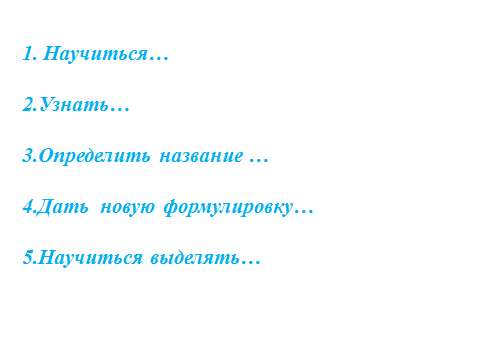 1. Научиться…
2.Узнать…
3.Определить название …
4.Дать новую формулировку…
5.Научиться выделять…